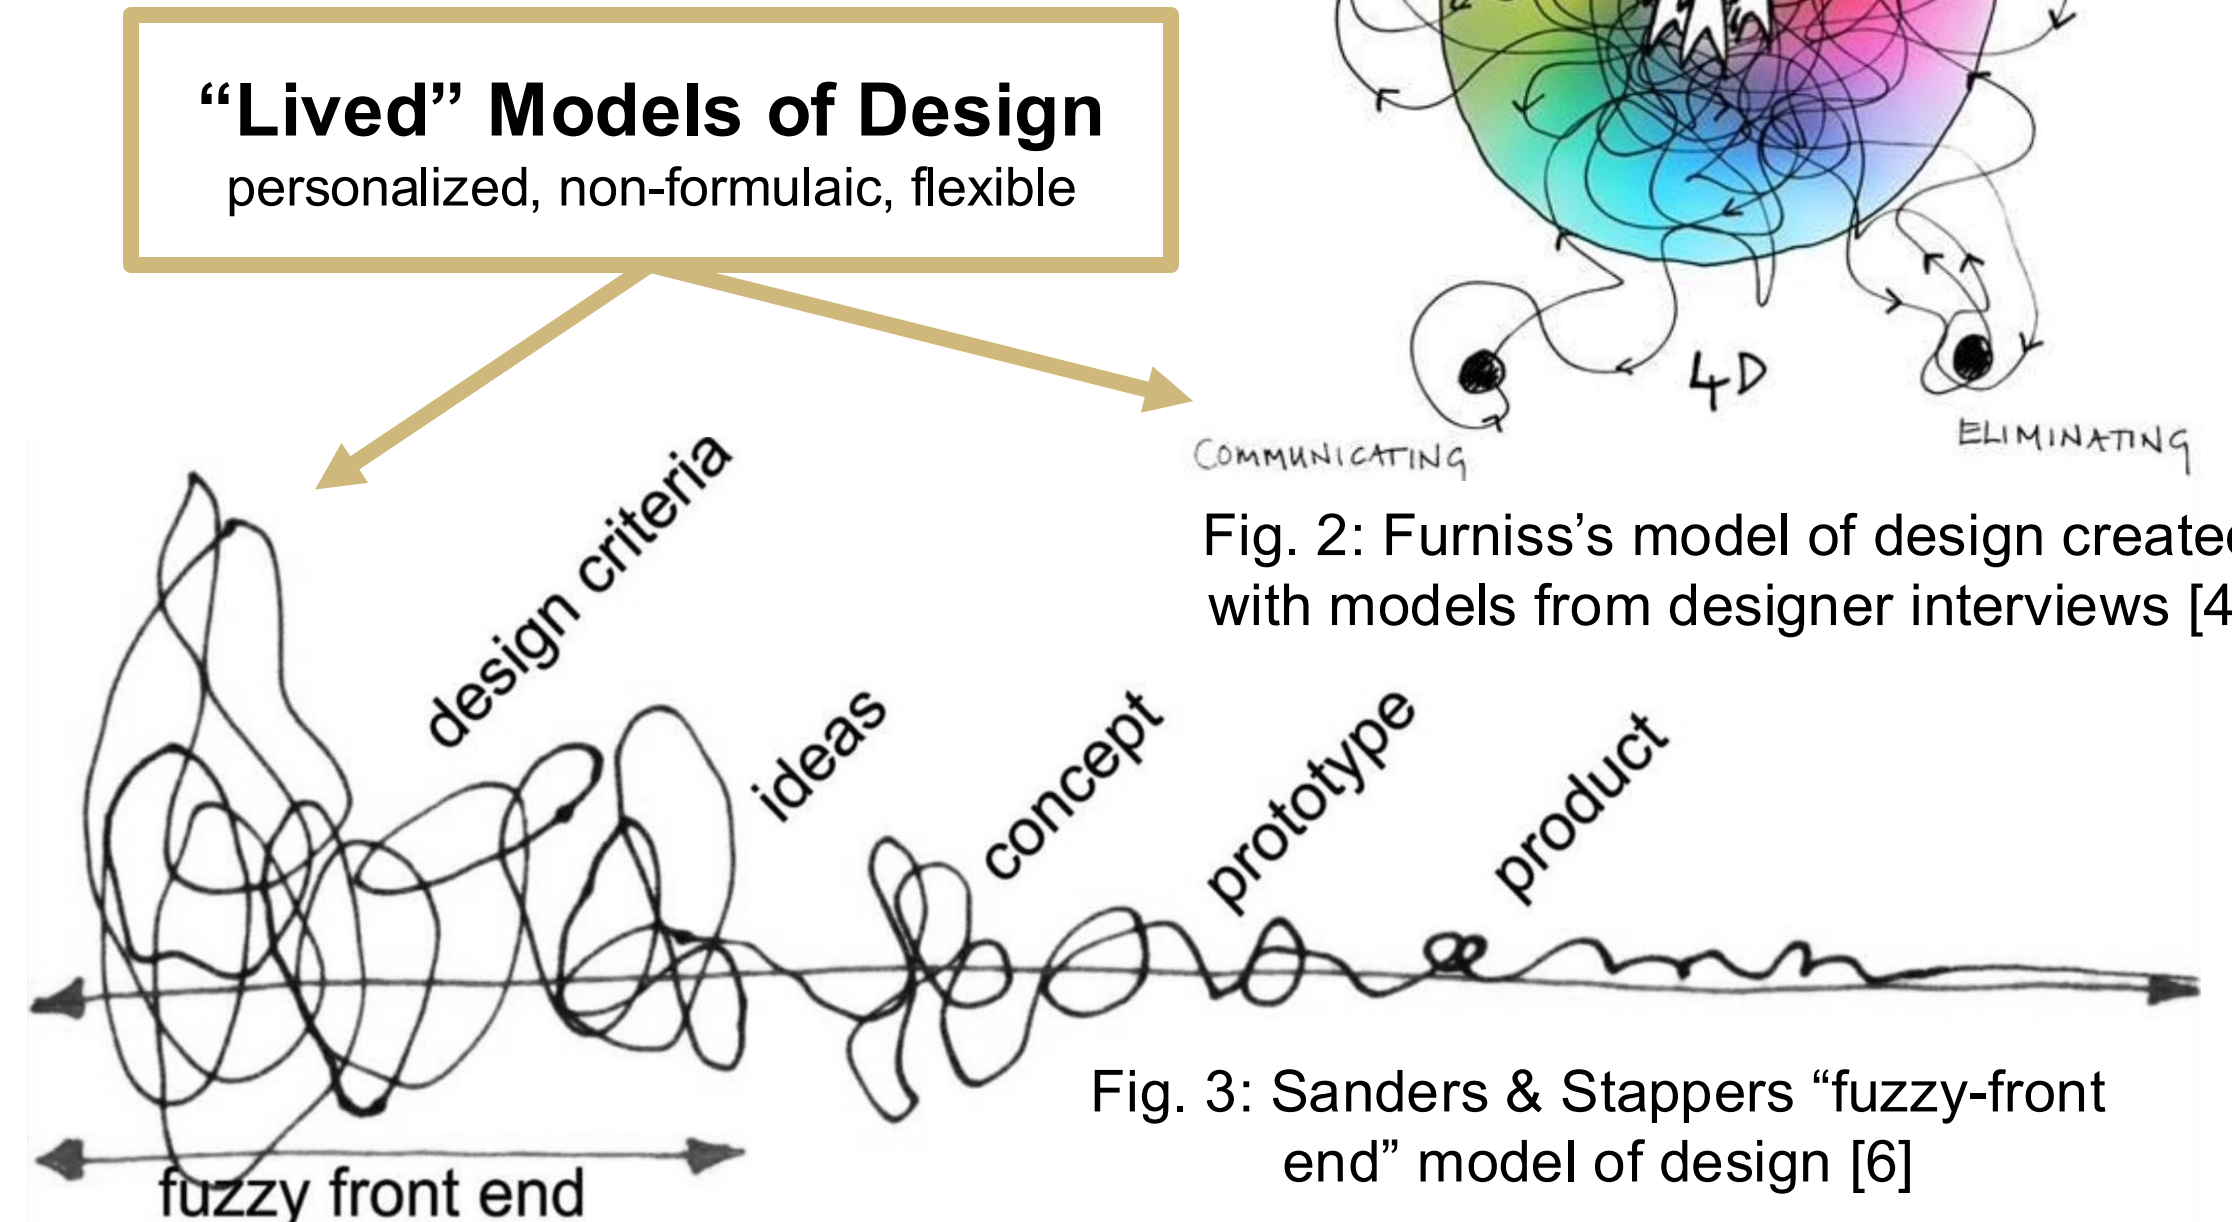 “Lived” Models of Design
personalized, non-formulaic, flexible
4D
COMMUNICATING
ELIMINATING
Fig. 2: Furniss’s model of design created
with models from designer interviews [4
design criteria
ideas
concept
prototype
product
Fig. 3: Sanders & Stappers “fuzzy-front
end” model of design [6]
fuzzy front end